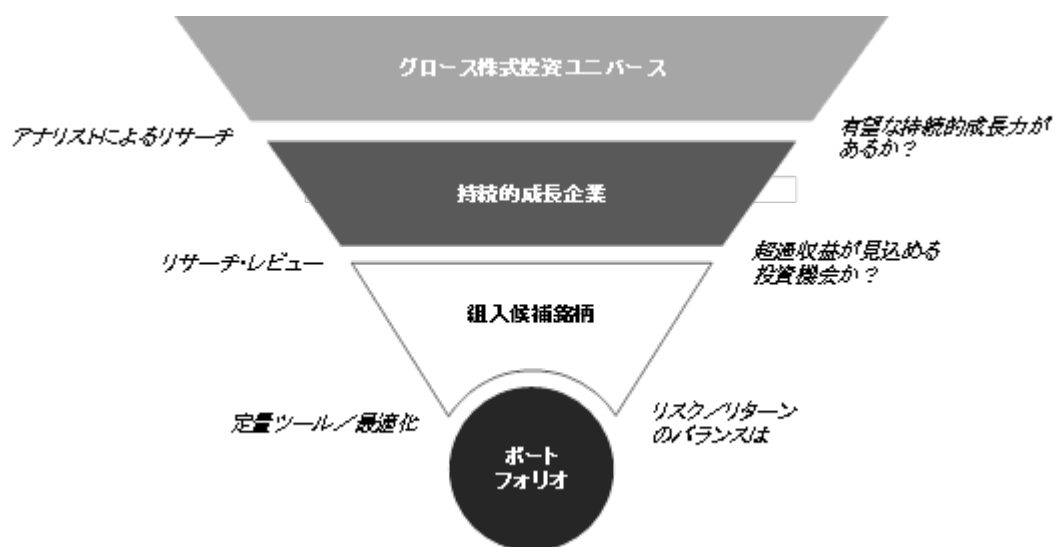 グロース株式投資ユニバース
アナリストによるリサーチ
有望な持続的成長力が
あるか？
持続的成長企業
リサーチ・レビュー
超過収益が見込める
投資機会か？
組入候補銘柄
定量ツール／最適化
リスク／リターン
のバランスは
ポート
フォリオ